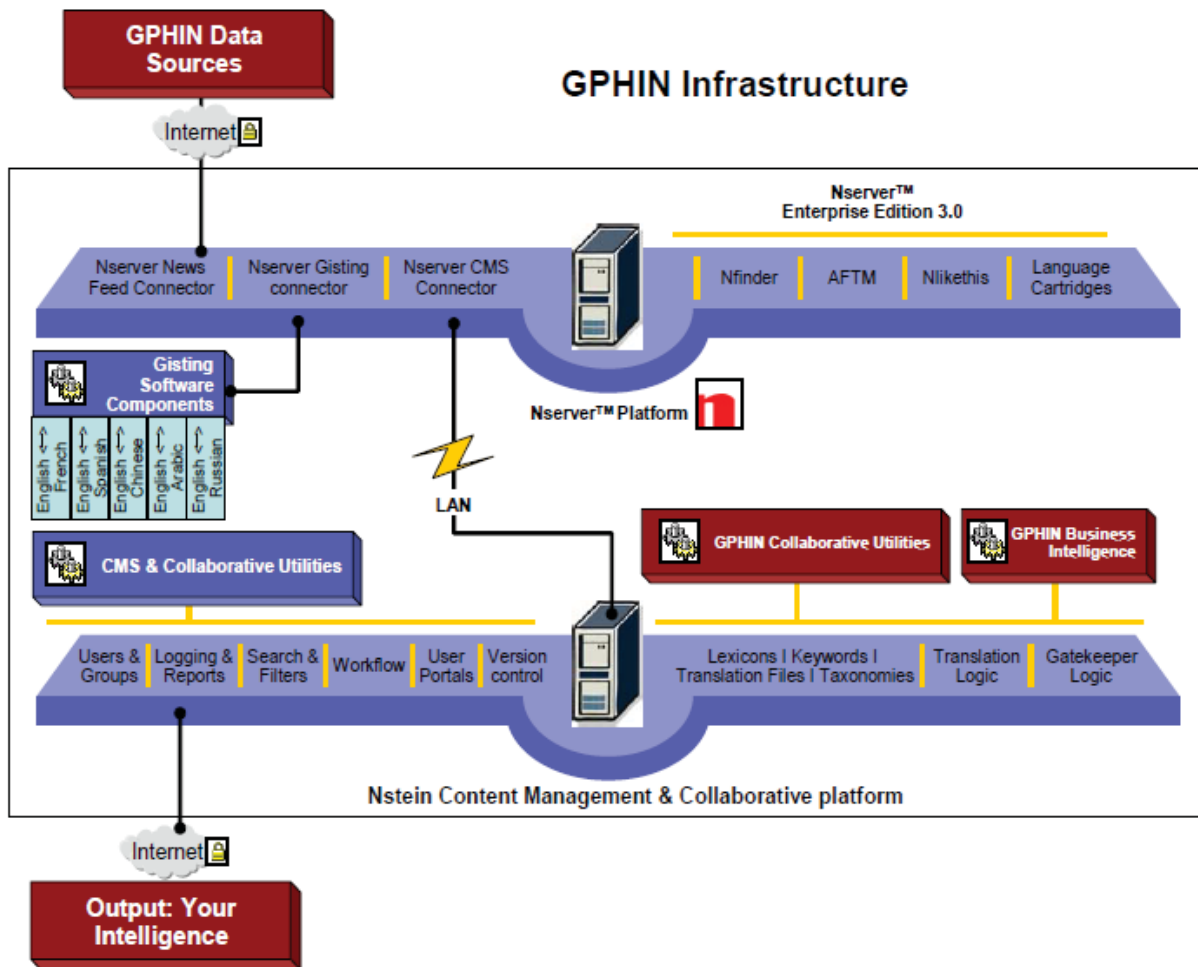 GPHIN Data
Sources
GPHIN Infrastructure
Internet
Nserver™
Enterprise Edition 3.0
Nserver News
Feed Connector
Nserver Gisting
connector
Nserver CMS
Connector
Nfinder
AFTM
Nlikethis
Language
Cartridges
Gisting
Software
Components
Nserver™ Platform
n
English <-->
French
English <-->
Spanish
English <-->
Chinese
English <-->
Arabic
English <-->
Russian
LAN
CMS & Collaborative Utilities
GPHIN Collaborative Utilities
GPHIN Business
Intelligence
Users &
Groups
Logging &
Reports
Search &
Filters
Workflow
User
Portals
Version
control
Lexicons I Keywords I
Translation Files I Taxonomies
Translation
Logic
Gatekeeper
Logic
Nstein Content Management & Collaborative platform
Internet
Output: Your
Intelligence